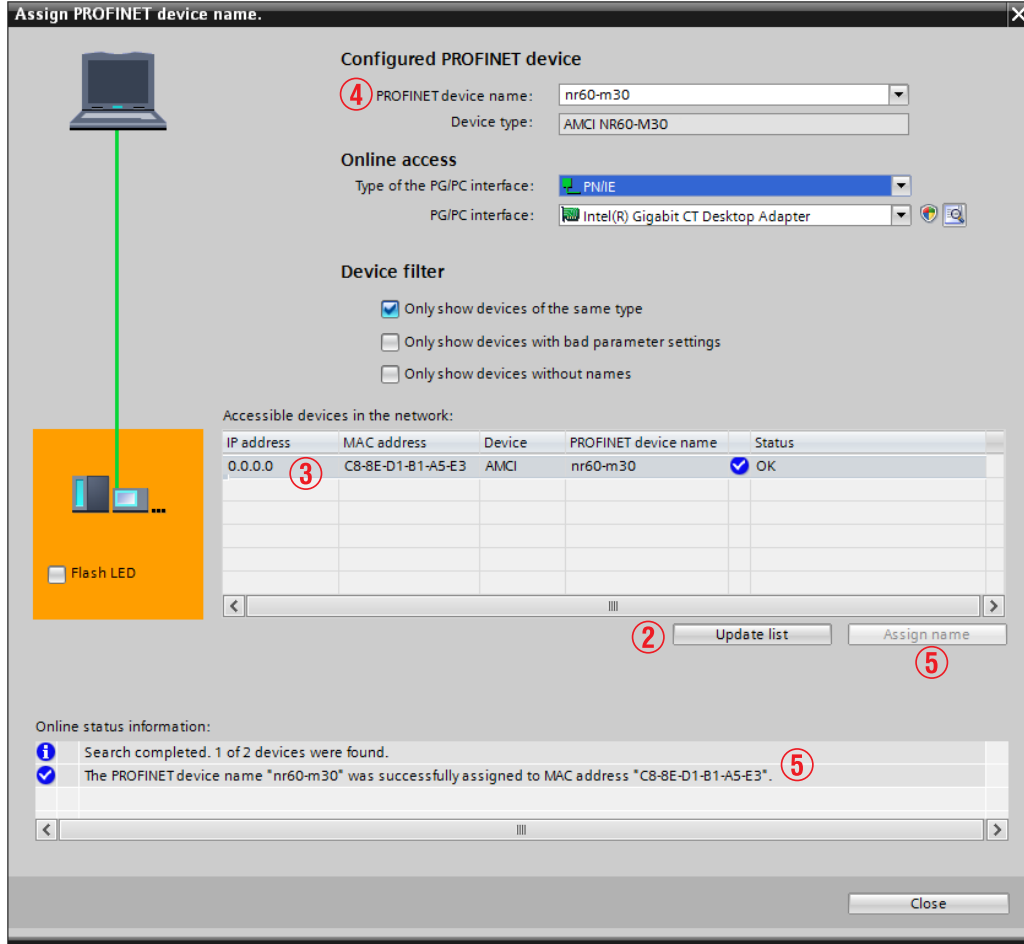 Assign PROFINET device name.
Configured PROFINET device
④ PROFINET device name: nr60-m30
Device type: AMCI NR60-M30
Online access
Type of the PG/PC interface: PN/IE
PG/PC interface: Intel(R) Gigabit CT Desktop Adapter
Device filter
Only show devices of the same type
Only show devices with bad parameter settings
Only show devices without names
Accessible devices in the network:
IP address MAC address Device PROFINET device name Status
0.0.0.0 ③ C8-8E-D1-B1-A5-E3 AMCI nr60-m30 OK
...
Flash LED
② Update list Assign name
⑤
Online status information:
Search completed. 1 of 2 devices were found.
The PROFINET device name "nr60-m30" was successfully assigned to MAC address "C8-8E-D1-B1-A5-E3". ⑤
Close